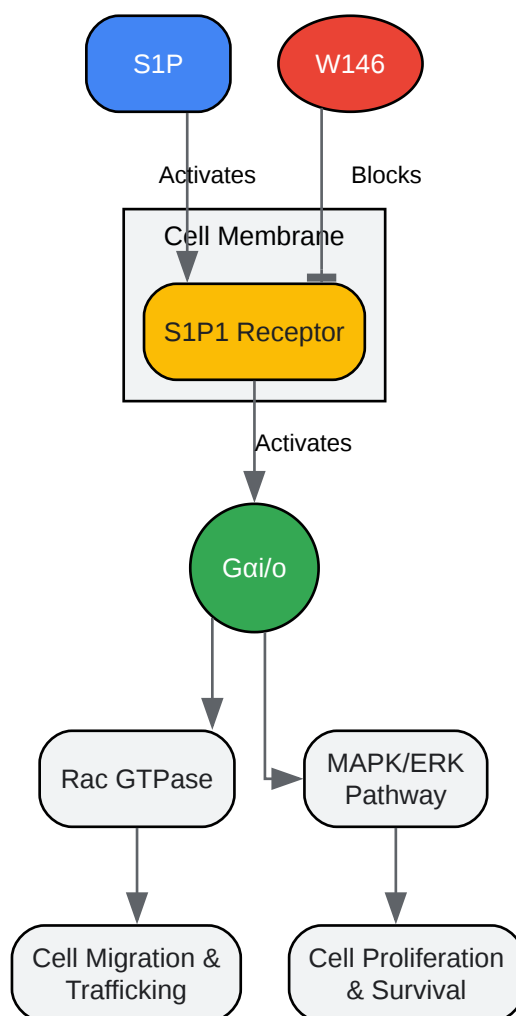 S1P
W146
Activates
Blocks
Cell Membrane
S1P1 Receptor
Activates
Gαi/o
Rac GTPase
MAPK/ERK
Pathway
Cell Migration &
Trafficking
Cell Proliferation
& Survival